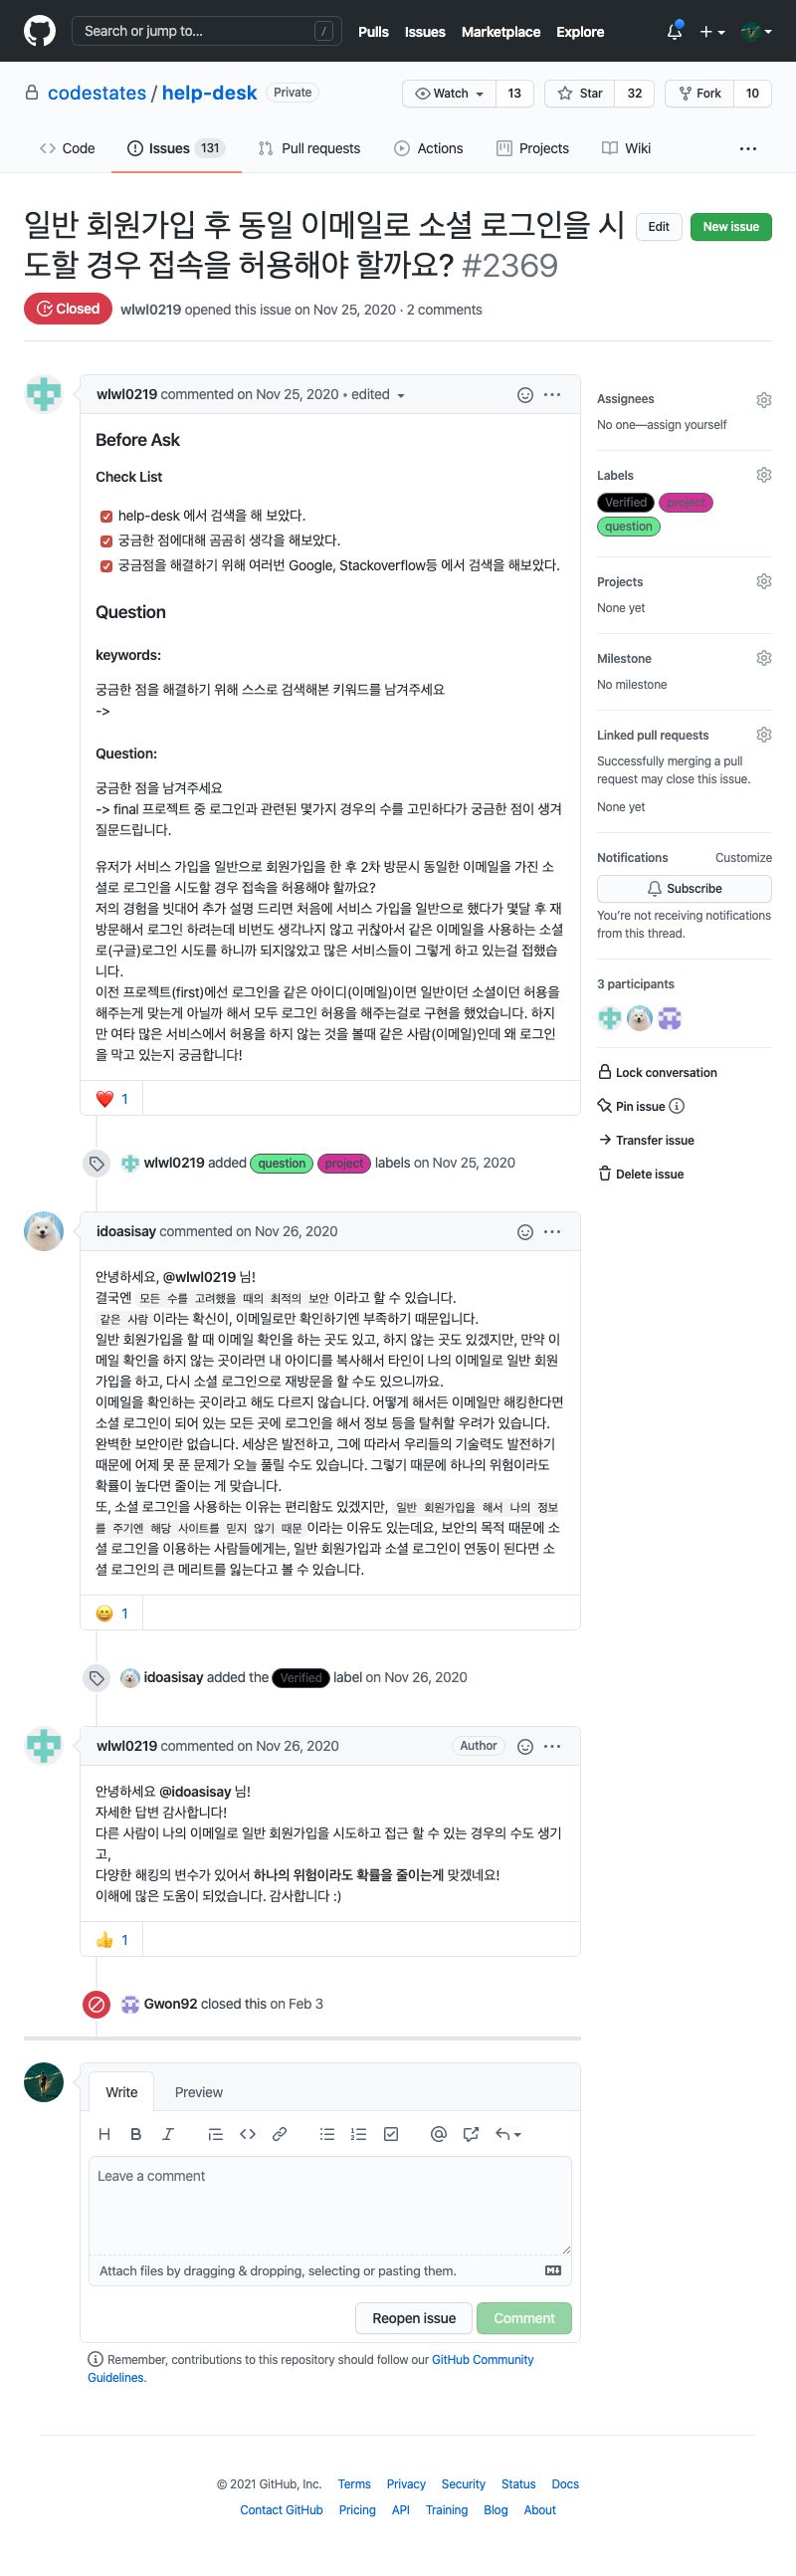 Search or jump to... /
Pulls Issues Marketplace Explore
codestates / help-desk Private
Watch 13 Star 32 Fork 10
Code Issues 131 Pull requests Actions Projects Wiki
일반 회원가입 후 동일 이메일로 소셜 로그인을 시
도할 경우 접속을 허용해야 할까요? #2369
Edit New issue
Closed wlwl0219 opened this issue on Nov 25, 2020 · 2 comments
wlwl0219 commented on Nov 25, 2020 • edited
Before Ask
Check List
help-desk 에서 검색을 해 보았다.
궁금한 점에대해 곰곰히 생각을 해보았다.
궁금점을 해결하기 위해 여러번 Google, Stackoverflow등 에서 검색을 해보았다.
Question
keywords:
궁금한 점을 해결하기 위해 스스로 검색해본 키워드를 남겨주세요
->
Question:
궁금한 점을 남겨주세요
-> final 프로젝트 중 로그인과 관련된 몇가지 경우의 수를 고민하다가 궁금한 점이 생겨
질문드립니다.
유저가 서비스 가입을 일반으로 회원가입을 한 후 2차 방문시 동일한 이메일을 가진 소
셜로 로그인을 시도할 경우 접속을 허용해야 할까요?
저의 경험을 빗대어 추가 설명 드리면 처음에 서비스 가입을 일반으로 했다가 몇달 후 재
방문해서 로그인 하려는데 비번도 생각나지 않고 귀찮아서 같은 이메일을 사용하는 소셜
로(구글)로그인 시도를 하니까 되지않았고 많은 서비스들이 그렇게 하고 있는걸 접했습니
다.
이전 프로젝트(first)에선 로그인을 같은 아이디(이메일)이면 일반이던 소셜이던 허용을
해주는게 맞는게 아닐까 해서 모두 로그인 허용을 해주는걸로 구현을 했었습니다. 하지
만 여타 많은 서비스에서 허용을 하지 않는 것을 볼때 같은 사람(이메일)인데 왜 로그인
을 막고 있는지 궁금합니다!
❤️ 1
wlwl0219 added question project labels on Nov 25, 2020
idoasisay commented on Nov 26, 2020
안녕하세요, @wlwl0219 님!
결국엔 모든 수를 고려했을 때의 최적의 보안 이라고 할 수 있습니다.
같은 사람 이라는 확신이, 이메일로만 확인하기엔 부족하기 때문입니다.
일반 회원가입을 할 때 이메일 확인을 하는 곳도 있고, 하지 않는 곳도 있겠지만, 만약 이
메일 확인을 하지 않는 곳이라면 내 아이디를 복사해서 타인이 나의 이메일로 일반 회원
가입을 하고, 다시 소셜 로그인으로 재방문을 할 수도 있으니까요.
이메일을 확인하는 곳이라고 해도 다르지 않습니다. 어떻게 해서든 이메일만 해킹한다면
소셜 로그인이 되어 있는 모든 곳에 로그인을 해서 정보 등을 탈취할 우려가 있습니다.
완벽한 보안이란 없습니다. 세상은 발전하고, 그에 따라서 우리들의 기술력도 발전하기
때문에 어제 못 푼 문제가 오늘 풀릴 수도 있습니다. 그렇기 때문에 하나의 위험이라도
확률이 높다면 줄이는 게 맞습니다.
또, 소셜 로그인을 사용하는 이유는 편리함도 있겠지만, 일반 회원가입을 해서 나의 정보
를 주기엔 해당 사이트를 믿지 않기 때문 이라는 이유도 있는데요, 보안의 목적 때문에 소
셜 로그인을 이용하는 사람들에게는, 일반 회원가입과 소셜 로그인이 연동이 된다면 소
셜 로그인의 큰 메리트를 잃는다고 볼 수 있습니다.
😄 1
idoasisay added the Verified label on Nov 26, 2020
wlwl0219 commented on Nov 26, 2020 Author
안녕하세요 @idoasisay 님!
자세한 답변 감사합니다!
다른 사람이 나의 이메일로 일반 회원가입을 시도하고 접근 할 수 있는 경우의 수도 생기
고,
다양한 해킹의 변수가 있어서 하나의 위험이라도 확률을 줄이는게 맞겠네요!
이해에 많은 도움이 되었습니다. 감사합니다 :)
👍 1
Gwon92 closed this on Feb 3
Write Preview
Leave a comment
Attach files by dragging & dropping, selecting or pasting them.
Reopen issue Comment
Remember, contributions to this repository should follow our GitHub Community
Guidelines.
Assignees
No one—assign yourself
Labels
Verified project
question
Projects
None yet
Milestone
No milestone
Linked pull requests
Successfully merging a pull
request may close this issue.
None yet
Notifications Customize
Subscribe
You're not receiving notifications
from this thread.
3 participants
Lock conversation
Pin issue
Transfer issue
Delete issue
© 2021 GitHub, Inc. Terms Privacy Security Status Docs
Contact GitHub Pricing API Training Blog About